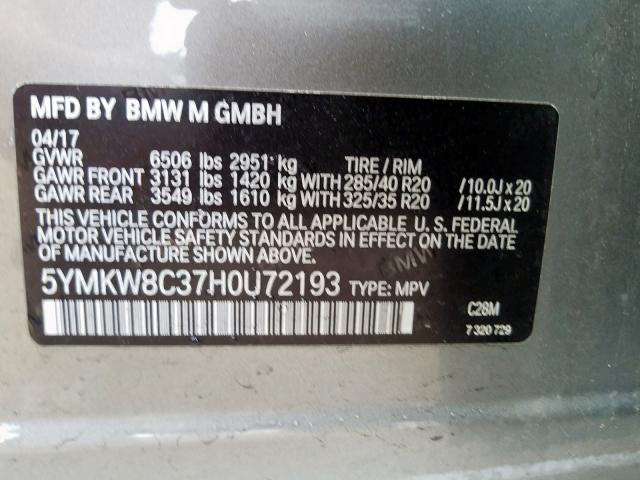 MFD BY BMW M GMBH
04/17
GVWR 6506 lbs 2951 kg TIRE / RIM
GAWR FRONT 3131 lbs 1420 kg WITH 285/40 R20 /10.0J x 20
GAWR REAR 3549 lbs 1610 kg WITH 325/35 R20 /11.5J x 20
THIS VEHICLE CONFORMS TO ALL APPLICABLE U. S. FEDERAL
MOTOR VEHICLE SAFETY STANDARDS IN EFFECT ON THE DATE
OF MANUFACTURE SHOWN ABOVE.
5YMKW8C37H0U72193 TYPE: MPV
C28M
7 320 729